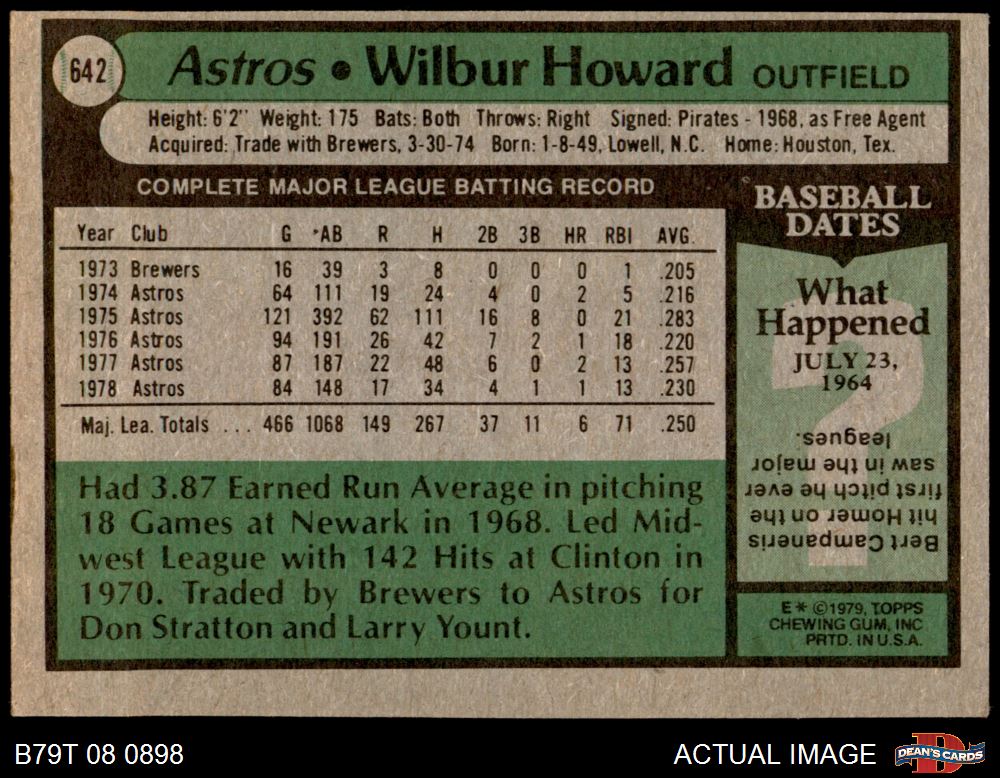 642
Astros • Wilbur Howard OUTFIELD
Height: 6'2" Weight: 175 Bats: Both Throws: Right Signed: Pirates - 1968, as Free Agent
Acquired: Trade with Brewers, 3-30-74 Born: 1-8-49, Lowell, N.C. Home: Houston, Tex.
COMPLETE MAJOR LEAGUE BATTING RECORD
Year Club G AB R H 2B 3B HR RBI AVG.
1973 Brewers 16 39 3 8 0 0 0 1 .205
1974 Astros 64 111 19 24 4 0 2 5 .216
1975 Astros 121 392 62 111 16 8 0 21 .283
1976 Astros 94 191 26 42 7 2 1 18 .220
1977 Astros 87 187 22 48 6 0 2 13 .257
1978 Astros 84 148 17 34 4 1 1 13 .230
Maj. Lea. Totals ... 466 1068 149 267 37 11 6 71 .250
Had 3.87 Earned Run Average in pitching
18 Games at Newark in 1968. Led Mid-
west League with 142 Hits at Clinton in
1970. Traded by Brewers to Astros for
Don Stratton and Larry Yount.
BASEBALL
DATES
What
Happened
JULY 23,
1964
?
Bert Campaneris
hit Homer on the
first pitch he ever
saw in the major
leagues.
E * ©1979, TOPPS
CHEWING GUM, INC
PRTD. IN U.S.A.
B79T 08 0898
ACTUAL IMAGE
D
DEAN'S CARDS